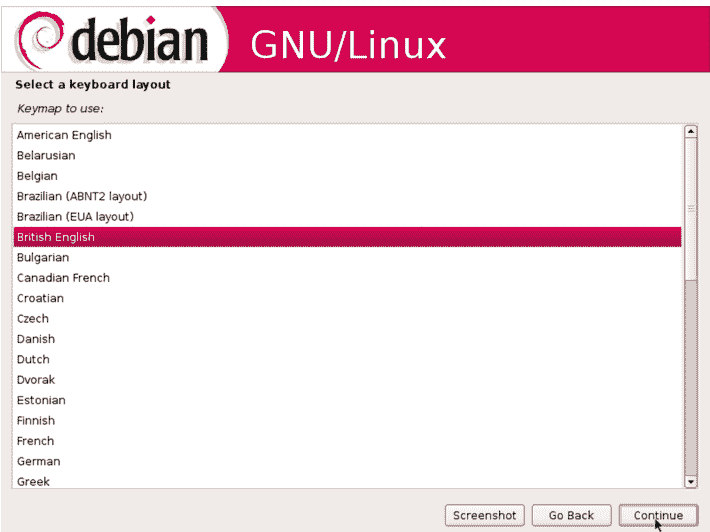 debian GNU/Linux
Select a keyboard layout
Keymap to use:
American English
Belarusian
Belgian
Brazilian (ABNT2 layout)
Brazilian (EUA layout)
British English
Bulgarian
Canadian French
Croatian
Czech
Danish
Dutch
Dvorak
Estonian
Finnish
French
German
Greek
Screenshot Go Back Continue